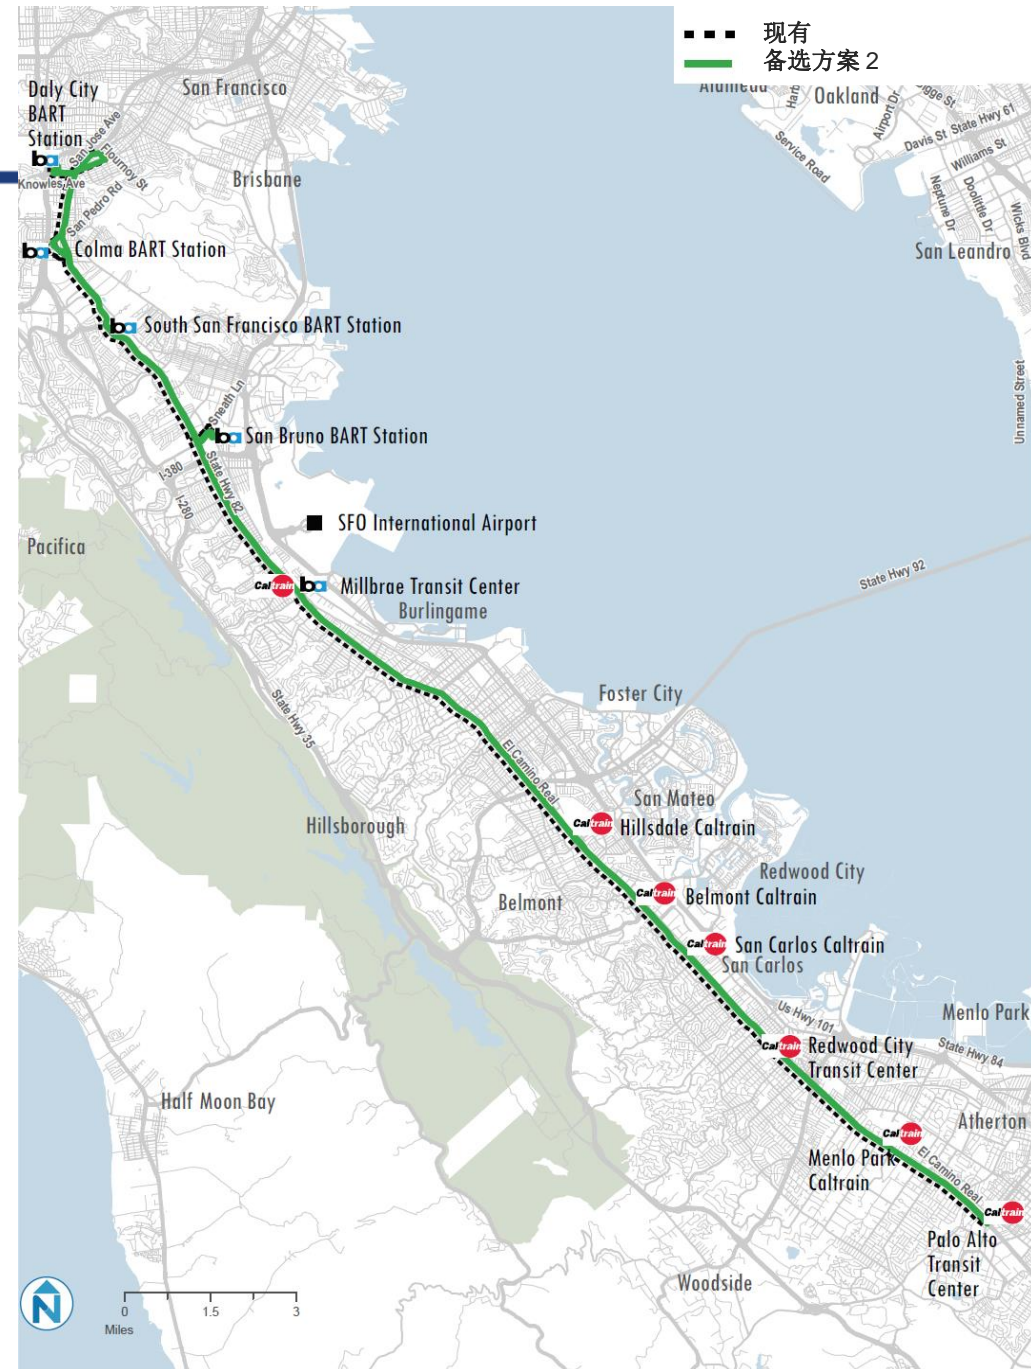 现有
备选方案 2
Daly City
BART
Station
San Francisco
Alameda
Harb
Oakland
Airport Dr
Davis St
State Hwy 61
Williams St
Service Road
Neptune Dr
Doolittle Dr
Wicks Blvd
San Jose Ave
Flournoy St
ba
Knowles Ave
San Pedro Rd
Brisbane
San Leandro
ba
Colma BART Station
ba
South San Francisco BART Station
Unnamed Street
Sneath Ln
ba
San Bruno BART Station
I-380
State Hwy 82
I-280
SFO International Airport
Pacifica
State Hwy 92
Caltrain
ba
Millbrae Transit Center
Burlingame
State Hwy 35
Foster City
El Camino Real
San Mateo
Caltrain
Hillsdale Caltrain
Hillsborough
Redwood City
Caltrain
Belmont Caltrain
Belmont
Caltrain
San Carlos Caltrain
San Carlos
Us Hwy 101
Menlo Park
Caltrain
Redwood City
Transit Center
State Hwy 84
Half Moon Bay
Atherton
Caltrain
Menlo Park
Caltrain
El Camino Real
Caltrain
Palo Alto
Transit
Center
Woodside
N
0
1.5
3
Miles